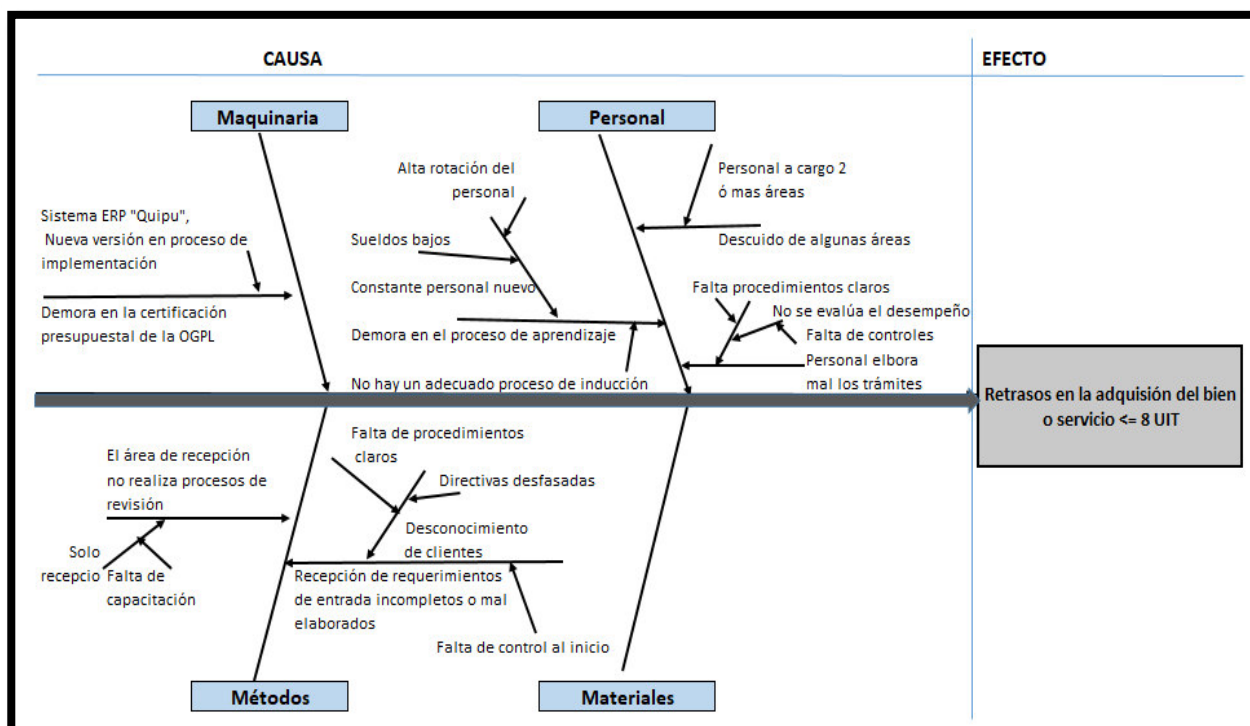 CAUSA
EFECTO
Maquinaria
Personal
Sistema ERP "Quipu",
Nueva versión en proceso de
implementación
Demora en la certificación
presupuestal de la OGPL
Alta rotación del
personal
Sueldos bajos
Constante personal nuevo
Demora en el proceso de aprendizaje
No hay un adecuado proceso de inducción
Personal a cargo 2
ó mas áreas
Descuido de algunas áreas
Falta procedimientos claros
No se evalúa el desempeño
Falta de controles
Personal elbora
mal los trámites
Retrasos en la adquisión del bien
o servicio <= 8 UIT
El área de recepción
no realiza procesos de
revisión
Solo
recepcio
Falta de
capacitación
Falta de procedimientos
claros
Directivas desfasadas
Desconocimiento
de clientes
Recepción de requerimientos
de entrada incompletos o mal
elaborados
Falta de control al inicio
Métodos
Materiales